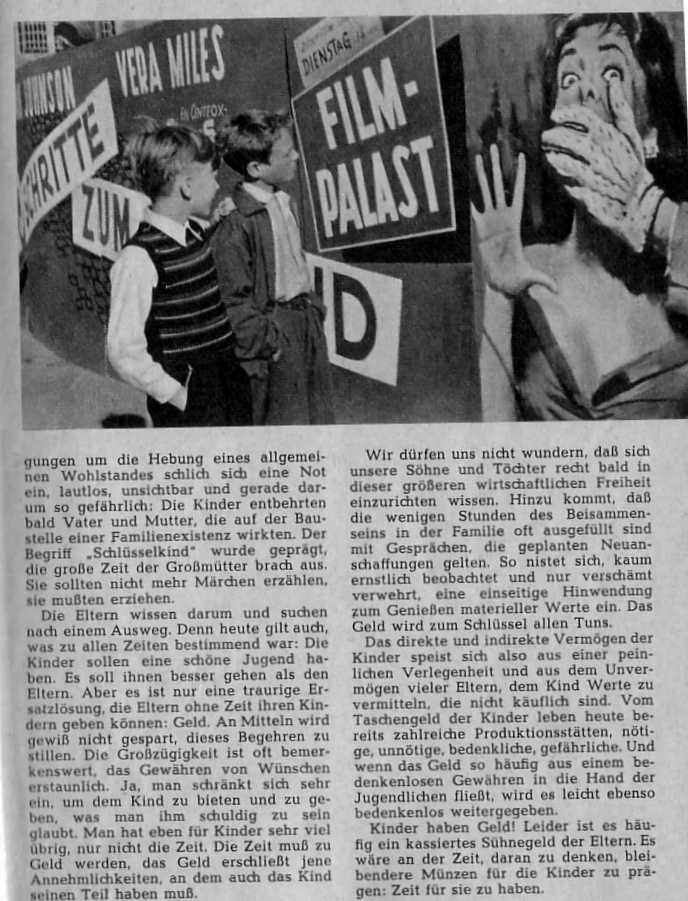 JOHNSON
VERA MILES
EIN CINEFOX-
SCHRITTE
ZUM
DIENSTAG
FILM-
PALAST
D
gungen um die Hebung eines allgemei-
nen Wohlstandes schlich sich eine Not
ein, lautlos, unsichtbar und gerade dar-
um so gefährlich: Die Kinder entbehrten
bald Vater und Mutter, die auf der Bau-
stelle einer Familienexistenz wirkten. Der
Begriff „Schlüsselkind" wurde geprägt,
die große Zeit der Großmütter brach aus.
Sie sollten nicht mehr Märchen erzählen,
sie mußten erziehen.
Die Eltern wissen darum und suchen
nach einem Ausweg. Denn heute gilt auch,
was zu allen Zeiten bestimmend war: Die
Kinder sollen eine schöne Jugend ha-
ben. Es soll ihnen besser gehen als den
Eltern. Aber es ist nur eine traurige Er-
satzlösung, die Eltern ohne Zeit ihren Kin-
dern geben können: Geld. An Mitteln wird
gewiß nicht gespart, dieses Begehren zu
stillen. Die Großzügigkeit ist oft bemer-
kenswert, das Gewähren von Wünschen
erstaunlich. Ja, man schränkt sich sehr
ein, um dem Kind zu bieten und zu ge-
ben, was man ihm schuldig zu sein
glaubt. Man hat eben für Kinder sehr viel
übrig, nur nicht die Zeit. Die Zeit muß zu
Geld werden, das Geld erschließt jene
Annehmlichkeiten, an dem auch das Kind
seinen Teil haben muß.
Wir dürfen uns nicht wundern, daß sich
unsere Söhne und Töchter recht bald in
dieser größeren wirtschaftlichen Freiheit
einzurichten wissen. Hinzu kommt, daß
die wenigen Stunden des Beisammen-
seins in der Familie oft ausgefüllt sind
mit Gesprächen, die geplanten Neuan-
schaffungen gelten. So nistet sich, kaum
ernstlich beobachtet und nur verschämt
verwehrt, eine einseitige Hinwendung
zum Genießen materieller Werte ein. Das
Geld wird zum Schlüssel allen Tuns.
Das direkte und indirekte Vermögen der
Kinder speist sich also aus einer pein-
lichen Verlegenheit und aus dem Unver-
mögen vieler Eltern, dem Kind Werte zu
vermitteln, die nicht käuflich sind. Vom
Taschengeld der Kinder leben heute be-
reits zahlreiche Produktionsstätten, nöti-
ge, unnötige, bedenkliche, gefährliche. Und
wenn das Geld so häufig aus einem be-
denkenlosen Gewähren in die Hand der
Jugendlichen fließt, wird es leicht ebenso
bedenkenlos weitergegeben.
Kinder haben Geld! Leider ist es häu-
fig ein kassiertes Sühnegeld der Eltern. Es
wäre an der Zeit, daran zu denken, blei-
bendere Münzen für die Kinder zu prä-
gen: Zeit für sie zu haben.